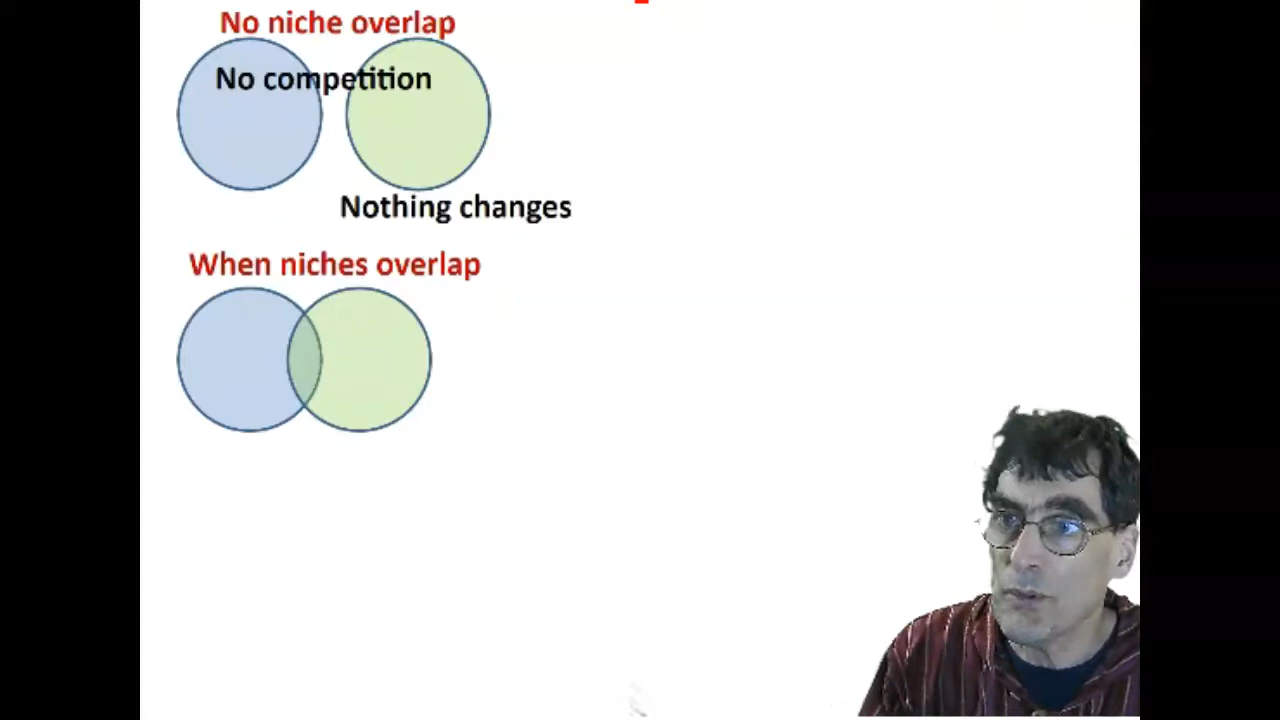 No niche overlap
No competition
Nothing changes
When niches overlap